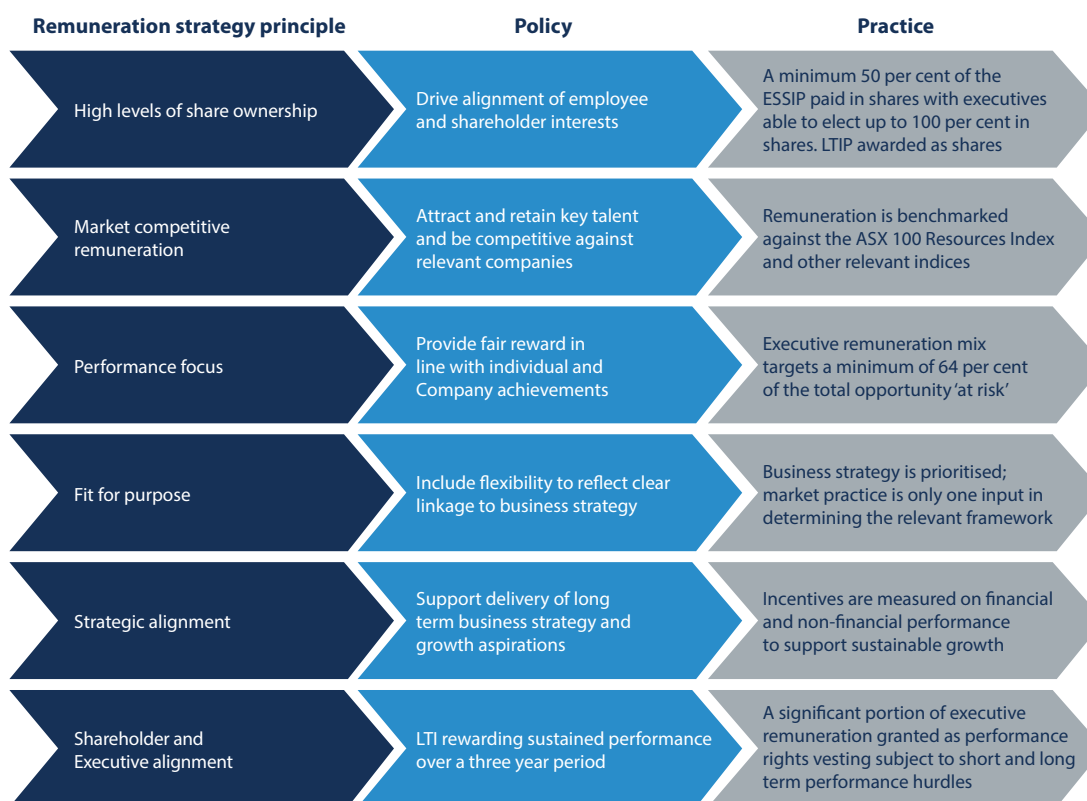 Remuneration strategy principle
Policy
Practice
High levels of share ownership
Drive alignment of employee
and shareholder interests
A minimum 50 per cent of the
ESSIP paid in shares with executives
able to elect up to 100 per cent in
shares. LTIP awarded as shares
Market competitive
remuneration
Attract and retain key talent
and be competitive against
relevant companies
Remuneration is benchmarked
against the ASX 100 Resources Index
and other relevant indices
Performance focus
Provide fair reward in
line with individual and
Company achievements
Executive remuneration mix
targets a minimum of 64 per cent
of the total opportunity ‘at risk’
Fit for purpose
Include flexibility to reflect clear
linkage to business strategy
Business strategy is prioritised;
market practice is only one input in
determining the relevant framework
Strategic alignment
Support delivery of long
term business strategy and
growth aspirations
Incentives are measured on financial
and non-financial performance
to support sustainable growth
Shareholder and
Executive alignment
LTI rewarding sustained performance
over a three year period
A significant portion of executive
remuneration granted as performance
rights vesting subject to short and long
term performance hurdles